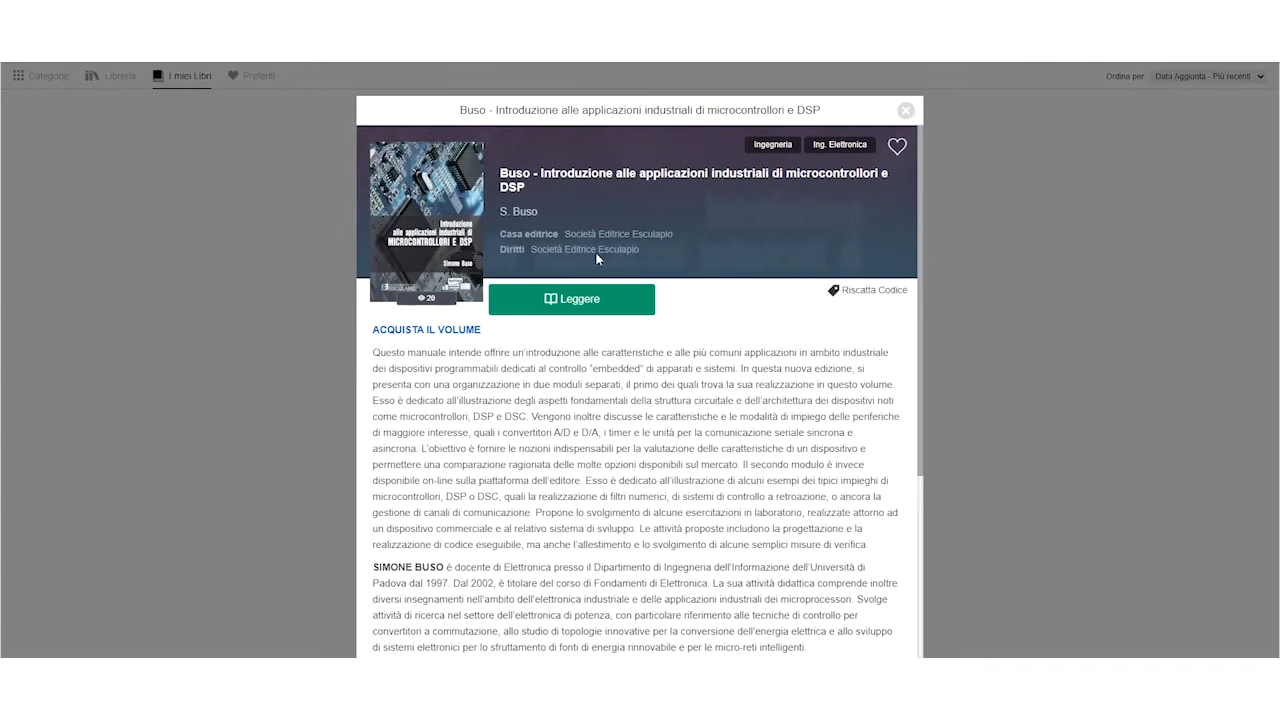 Categorie
Libreria
I miei Libri
Preferiti
Ordina per
Data Aggiunta - Più recenti
Buso - Introduzione alle applicazioni industriali di microcontrollori e DSP
Ingegneria
Ing. Elettronica
Buso - Introduzione alle applicazioni industriali di microcontrollori e
DSP
S. Buso
Casa editrice Società Editrice Esculapio
Diritti Società Editrice Esculapio
Introduzione
alle applicazioni industriali di
MICROCONTROLLORI E DSP
Simone Buso
20
Leggere
Riscatta Codice
ACQUISTA IL VOLUME
Questo manuale intende offrire un'introduzione alle caratteristiche e alle più comuni applicazioni in ambito industriale
dei dispositivi programmabili dedicati al controllo "embedded" di apparati e sistemi. In questa nuova edizione, si
presenta con una organizzazione in due moduli separati, il primo dei quali trova la sua realizzazione in questo volume.
Esso è dedicato all'illustrazione degli aspetti fondamentali della struttura circuitale e dell'architettura dei dispositivi noti
come microcontrollori, DSP e DSC. Vengono inoltre discusse le caratteristiche e le modalità di impiego delle periferiche
di maggiore interesse, quali i convertitori A/D e D/A, i timer e le unità per la comunicazione seriale sincrona e
asincrona. L'obiettivo è fornire le nozioni indispensabili per la valutazione delle caratteristiche di un dispositivo e
permettere una comparazione ragionata delle molte opzioni disponibili sul mercato. Il secondo modulo è invece
disponibile on-line sulla piattaforma dell'editore. Esso è dedicato all'illustrazione di alcuni esempi dei tipici impieghi di
microcontrollori, DSP o DSC, quali la realizzazione di filtri numerici, di sistemi di controllo a retroazione, o ancora la
gestione di canali di comunicazione. Propone lo svolgimento di alcune esercitazioni in laboratorio, realizzate attorno ad
un dispositivo commerciale e al relativo sistema di sviluppo. Le attività proposte includono la progettazione e la
realizzazione di codice eseguibile, ma anche l'allestimento e lo svolgimento di alcune semplici misure di verifica.
SIMONE BUSO è docente di Elettronica presso il Dipartimento di Ingegneria dell'Informazione dell'Università di
Padova dal 1997. Dal 2002, è titolare del corso di Fondamenti di Elettronica. La sua attività didattica comprende inoltre
diversi insegnamenti nell'ambito dell'elettronica industriale e delle applicazioni industriali dei microprocessori. Svolge
attività di ricerca nel settore dell'elettronica di potenza, con particolare riferimento alle tecniche di controllo per
convertitori a commutazione, allo studio di topologie innovative per la conversione dell'energia elettrica e allo sviluppo
di sistemi elettronici per lo sfruttamento di fonti di energia rinnovabile e per le micro-reti intelligenti.